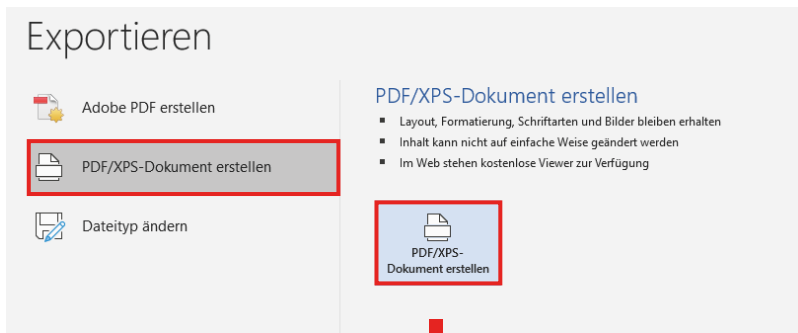 Exportieren
Adobe PDF erstellen
PDF/XPS-Dokument erstellen
Dateityp ändern
PDF/XPS-Dokument erstellen
▪ Layout, Formatierung, Schriftarten und Bilder bleiben erhalten
▪ Inhalt kann nicht auf einfache Weise geändert werden
▪ Im Web stehen kostenlose Viewer zur Verfügung
PDF/XPS-
Dokument erstellen